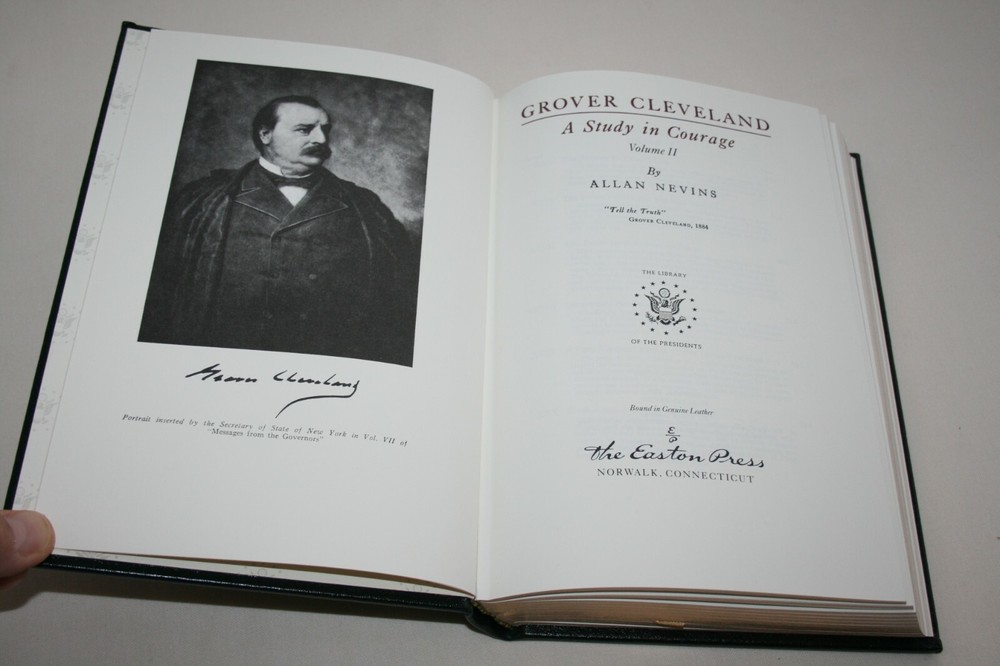 Grover Cleveland
Portrait inserted by the Secretary of State of New York in Vol. VII of
"Messages from the Governors"
GROVER CLEVELAND
A Study in Courage
Volume II
By
ALLAN NEVINS
"Tell the Truth"
GROVER CLEVELAND, 1884
THE LIBRARY
OF THE PRESIDENTS
Bound in Genuine Leather
E/P
the Easton Press
NORWALK, CONNECTICUT